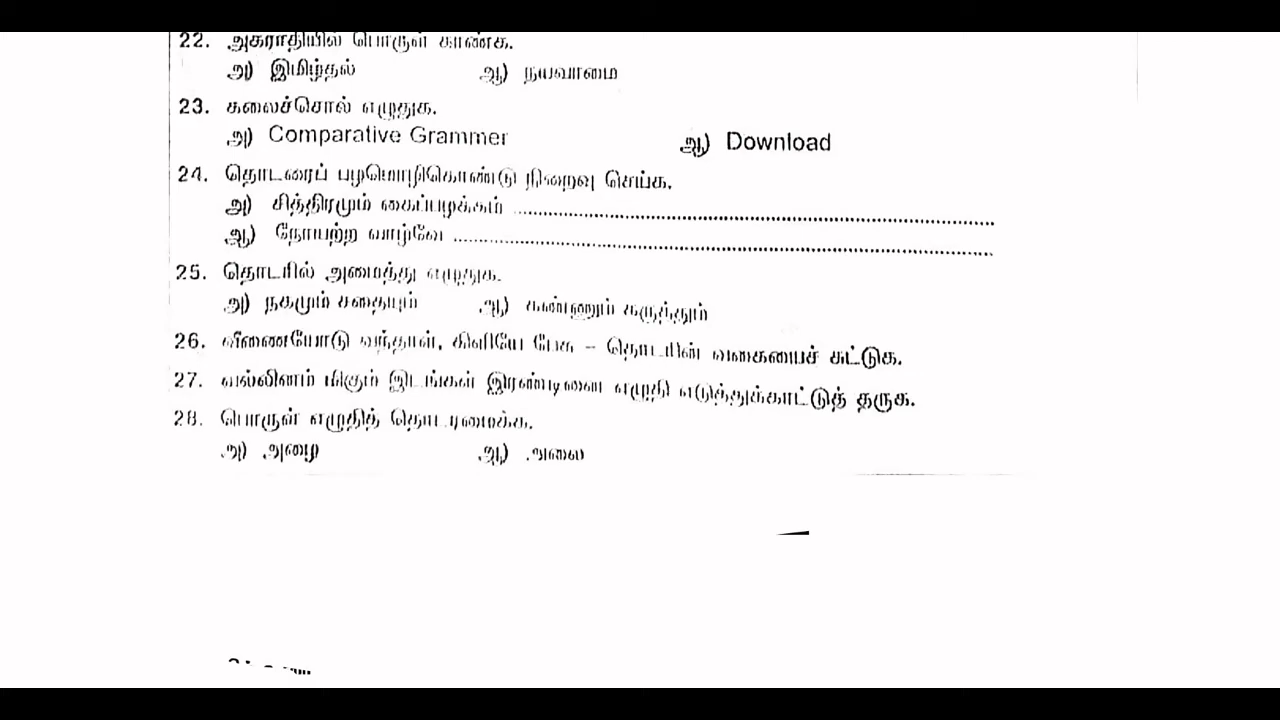 22. அகராதியில் பொருள் காண்க.
அ) இமிழ்தல் ஆ) நயவாமை
23. கலைச்சொல் எழுதுக.
அ) Comparative Grammer ஆ) Download
24. தொடரைப் பழமொழிகொண்டு நிறைவு செய்க.
அ) சித்திரமும் கைப்பழக்கம் ........................
ஆ) நோயற்ற வாழ்வே ........................
25. தொடரில் அமைத்து எழுதுக.
அ) நகமும் சதையும் ஆ) கண்ணும் கருத்தும்
26. வீணையோடு வந்தாள், கிளியே பேசு – தொடரின் வகையைச் சுட்டுக.
27. வல்லினம் மிகும் இடங்கள் இரண்டினை எழுதி எடுத்துக்காட்டுத் தருக.
28. பொருள் எழுதித் தொடரமைக்க.
அ) அழை ஆ) அலை